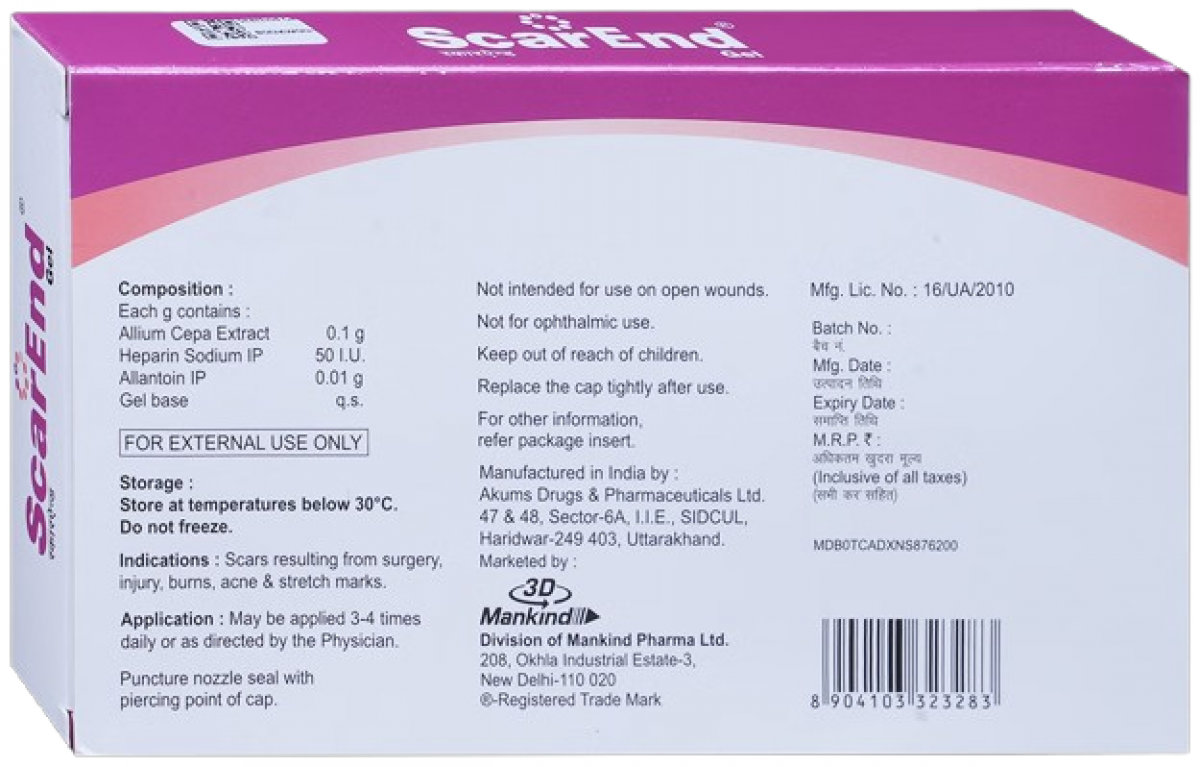 ScarEnd®
Gel
स्कारएन्ड
ScarEnd®
Gel
स्कारएन्ड
Composition :
Each g contains :
Allium Cepa Extract 0.1 g
Heparin Sodium IP 50 I.U.
Allantoin IP 0.01 g
Gel base q.s.
FOR EXTERNAL USE ONLY
Storage :
Store at temperatures below 30°C.
Do not freeze.
Indications : Scars resulting from surgery,
injury, burns, acne & stretch marks.
Application : May be applied 3-4 times
daily or as directed by the Physician.
Puncture nozzle seal with
piercing point of cap.
Not intended for use on open wounds.
Not for ophthalmic use.
Keep out of reach of children.
Replace the cap tightly after use.
For other information,
refer package insert.
Manufactured in India by :
Akums Drugs & Pharmaceuticals Ltd.
47 & 48, Sector-6A, I.I.E., SIDCUL,
Haridwar-249 403, Uttarakhand.
Marketed by :
3D
Mankind
Division of Mankind Pharma Ltd.
208, Okhla Industrial Estate-3,
New Delhi-110 020
®-Registered Trade Mark
Mfg. Lic. No. : 16/UA/2010
Batch No. :
बैच नं.
Mfg. Date :
उत्पादन तिथि
Expiry Date :
समाप्ति तिथि
M.R.P. ₹ :
अधिकतम खुदरा मूल्य
(Inclusive of all taxes)
(सभी कर सहित)
MDB0TCADXNS876200
8 904103 323283